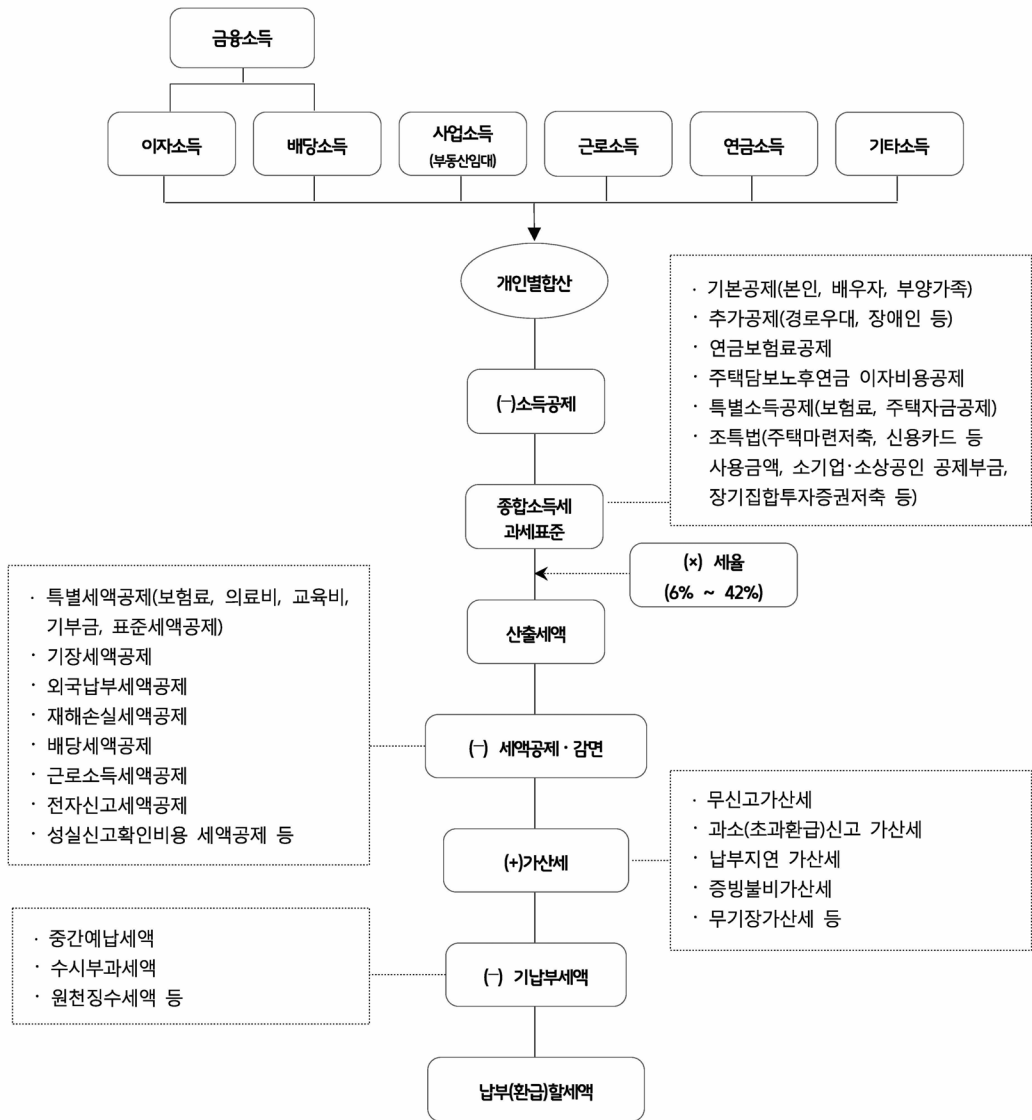 금융소득
이자소득
배당소득
사업소득
(부동산임대)
근로소득
연금소득
기타소득
개인별합산
· 기본공제(본인, 배우자, 부양가족)
· 추가공제(경로우대, 장애인 등)
· 연금보험료공제
· 주택담보노후연금 이자비용공제
· 특별소득공제(보험료, 주택자금공제)
· 조특법(주택마련저축, 신용카드 등
사용금액, 소기업·소상공인 공제부금,
장기집합투자증권저축 등)
(-)소득공제
종합소득세
과세표준
(×) 세율
(6% ~ 42%)
산출세액
· 특별세액공제(보험료, 의료비, 교육비,
기부금, 표준세액공제)
· 기장세액공제
· 외국납부세액공제
· 재해손실세액공제
· 배당세액공제
· 근로소득세액공제
· 전자신고세액공제
· 성실신고확인비용 세액공제 등
(-) 세액공제 · 감면
· 무신고가산세
· 과소(초과환급)신고 가산세
· 납부지연 가산세
· 증빙불비가산세
· 무기장가산세 등
(+)가산세
· 중간예납세액
· 수시부과세액
· 원천징수세액 등
(-) 기납부세액
납부(환급)할세액